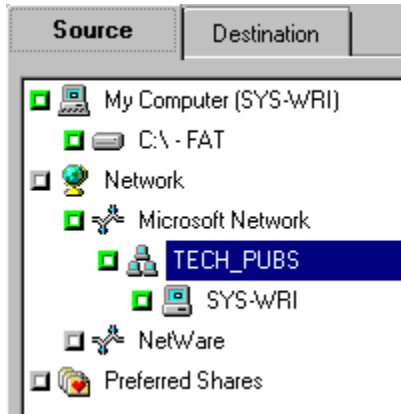 Source Destination
My Computer (SYS-WRI)
C:\ - FAT
Network
Microsoft Network
TECH_PUBS
SYS-WRI
NetWare
Preferred Shares